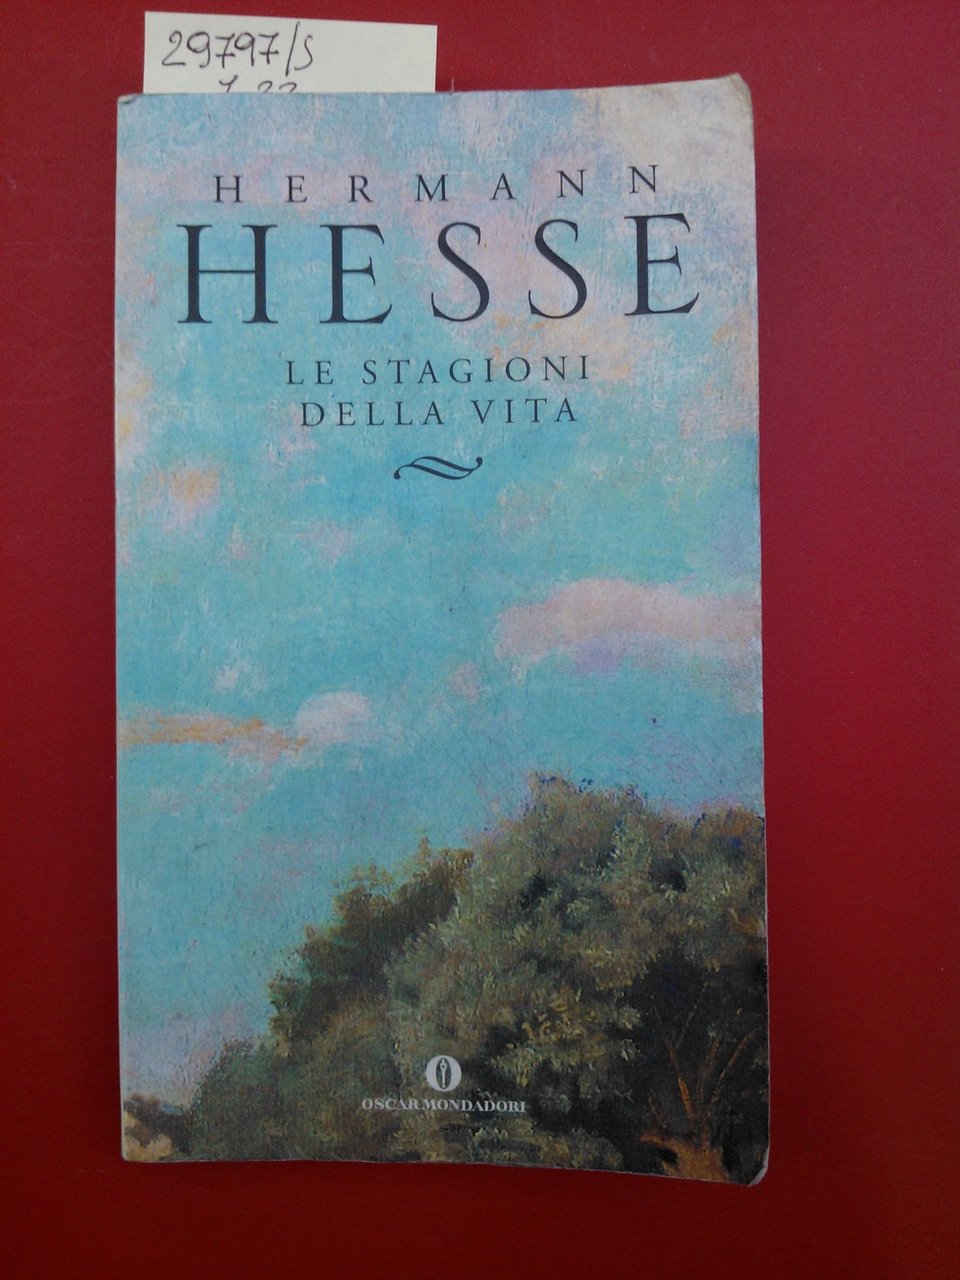 29797/S
HERMANN
HESSE
LE STAGIONI
DELLA VITA
OSCAR MONDADORI